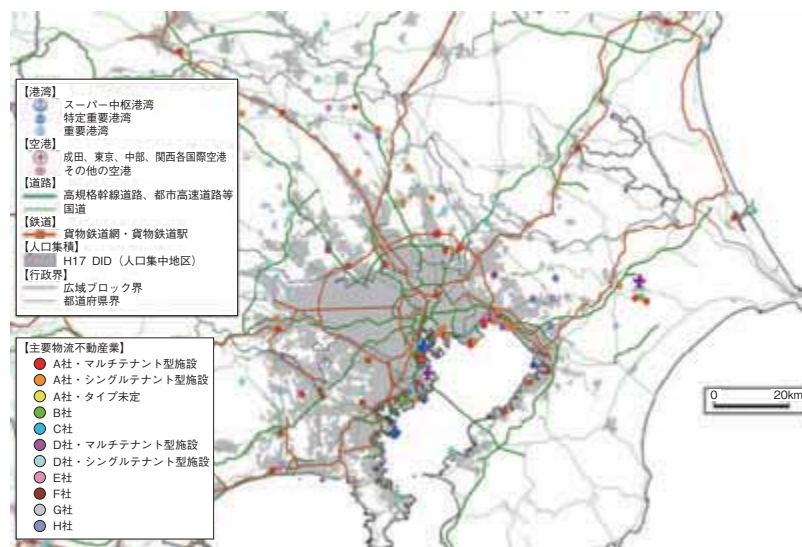 【港湾】
スーパー中枢港湾
特定重要港湾
重要港湾
【空港】
成田、東京、中部、関西各国際空港
その他の空港
【道路】
高規格幹線道路、都市高速道路等
国道
【鉄道】
貨物鉄道網・貨物鉄道駅
【人口集積】
H17 DID（人口集中地区）
【行政界】
広域ブロック界
都道府県界
【主要物流不動産業】
A社・マルチテナント型施設
A社・シングルテナント型施設
A社・タイプ未定
B社
C社
D社・マルチテナント型施設
D社・シングルテナント型施設
E社
F社
G社
H社
0 20km